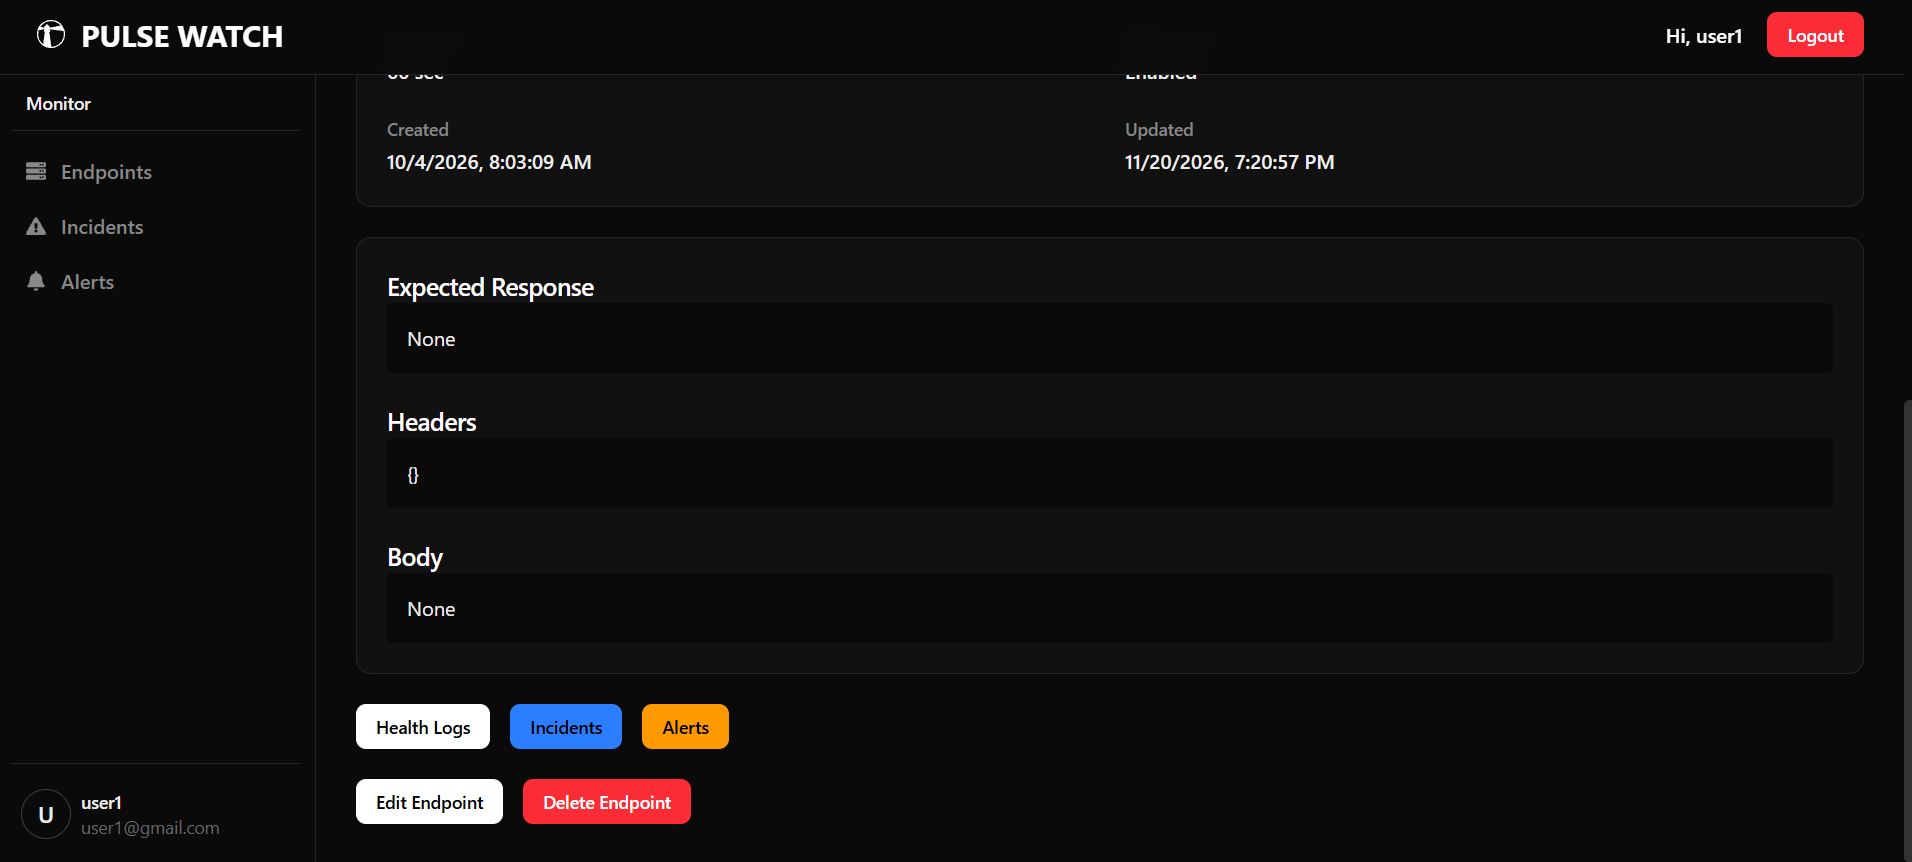 PULSE WATCH
Hi, user1
Logout
Monitor
Endpoints
Incidents
Alerts
user1
user1@gmail.com
U
sec
Enabled
Created
10/4/2026, 8:03:09 AM
Updated
11/20/2026, 7:20:57 PM
Expected Response
None
Headers
{}
Body
None
Health Logs
Incidents
Alerts
Edit Endpoint
Delete Endpoint